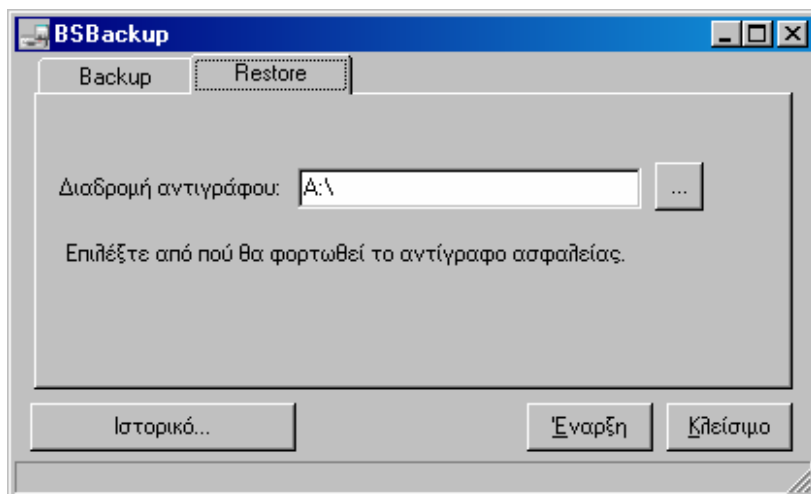 BSBackup
Backup Restore
Διαδρομή αντιγράφου: A:\ ...
Επιλέξτε από πού θα φορτωθεί το αντίγραφο ασφαλείας.
Ιστορικό... Έναρξη Κλείσιμο